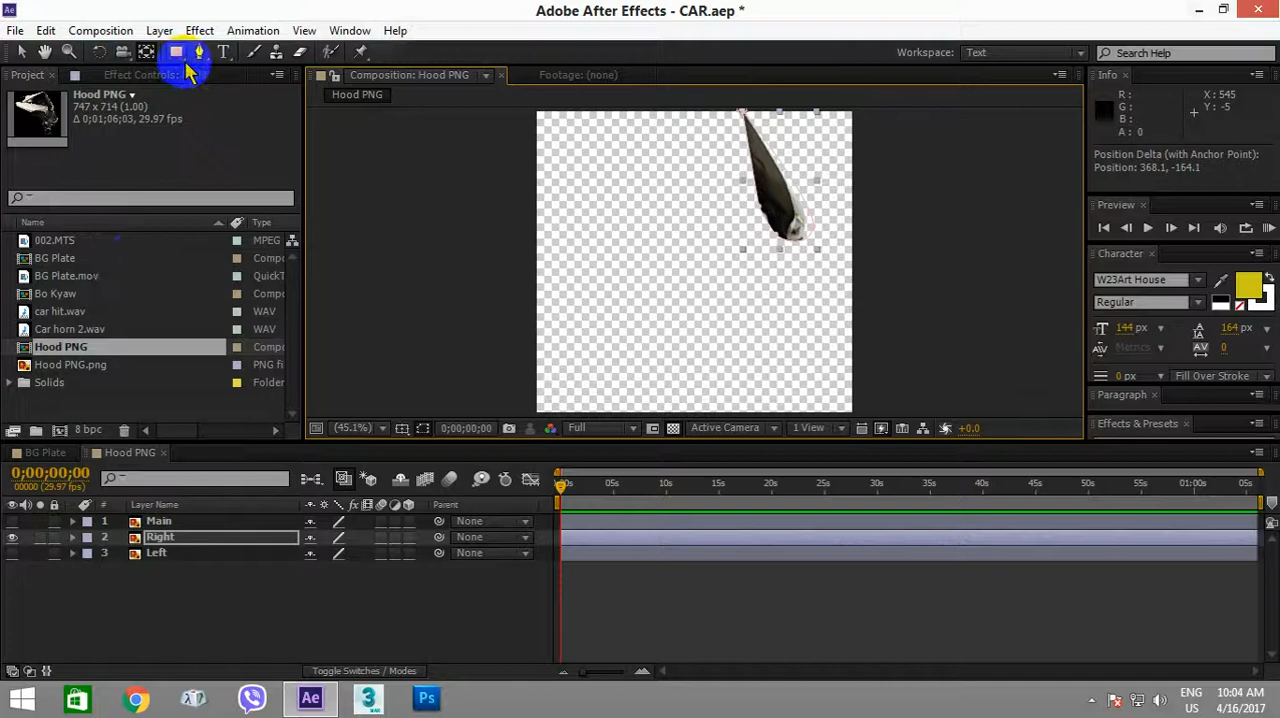 Adobe After Effects - CAR.aep *
File Edit Composition Layer Effect Animation View Window Help
Workspace: Text Search Help
Project Effect Controls: Composition: Hood PNG Footage: (none) Info
Hood PNG
747 x 714 (1.00)
Δ 0;01;06;03, 29.97 fps
Hood PNG
R: X: 545
G: Y: -5
B:
A: 0
Position Delta (with Anchor Point):
Position: 368.1, -164.1
Preview
Character
W23Art House
Regular
144 px 164 px
Metrics 0
0 px Fill Over Stroke
Paragraph
Effects & Presets
Name Type
002.MTS MPEG
BG Plate Compo
BG Plate.mov QuickT
Bo Kyaw Compo
car hit.wav WAV
Car horn 2.wav WAV
Hood PNG Compo
Hood PNG.png PNG fi
Solids Folder
8 bpc
(45.1%) 0;00;00;00 Full Active Camera 1 View +0.0
BG Plate Hood PNG
0;00;00;00
00000 (29.97 fps)
05s 10s 15s 20s 25s 30s 35s 40s 45s 50s 55s 01:00s 05s
# Layer Name Parent
1 Main None
2 Right None
3 Left None
Toggle Switches / Modes
Ae 3 Ps
ENG 10:04 AM
US 4/16/2017